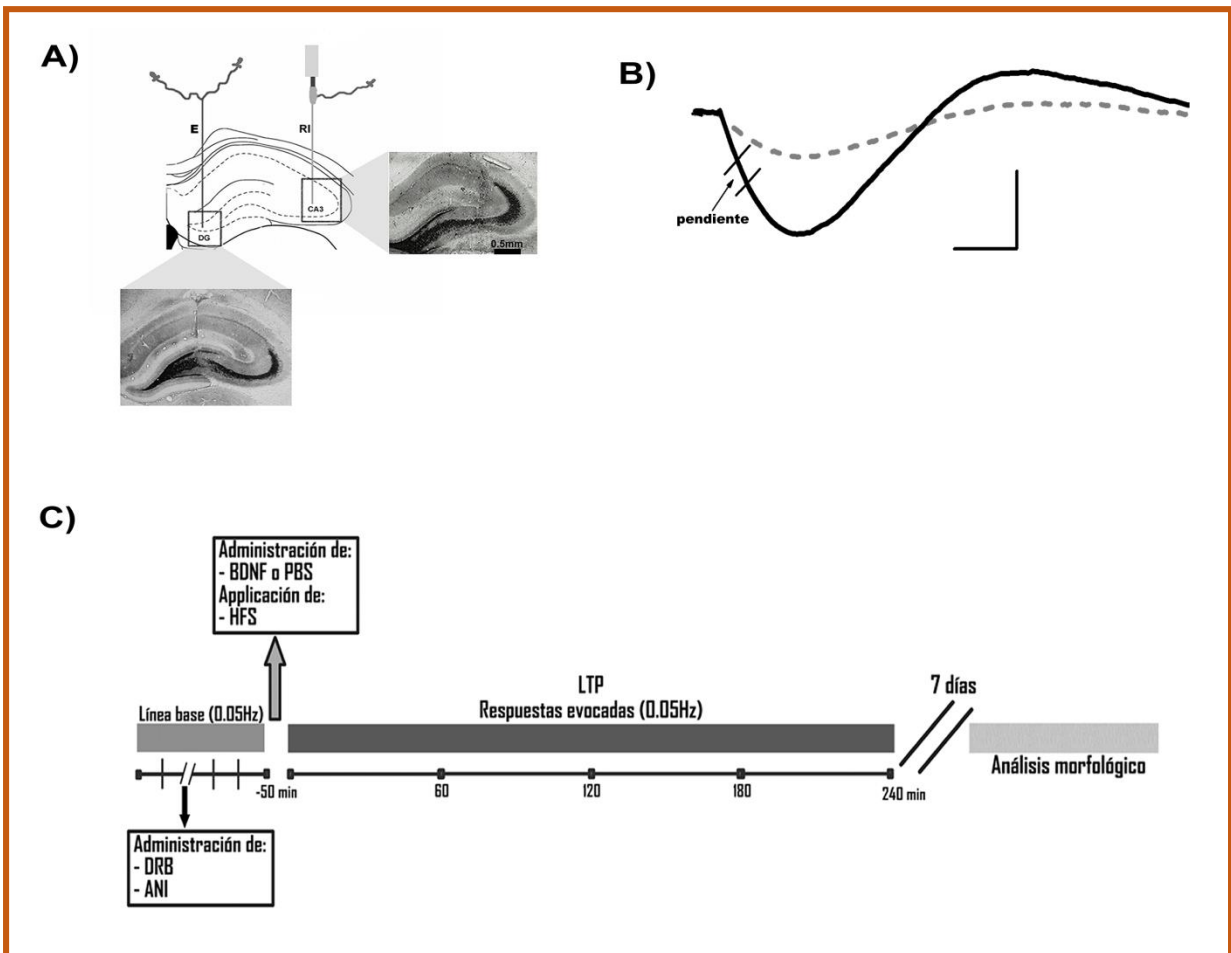 A)
E
RI
CA3
DG
0.5mm
B)
pendiente
C)
Administración de:
- BDNF o PBS
Applicación de:
- HFS
Línea base (0.05Hz)
LTP
Respuestas evocadas (0.05Hz)
7 días
Análisis morfológico
-50 min
60
120
180
240 min
Administración de:
- DRB
- ANI